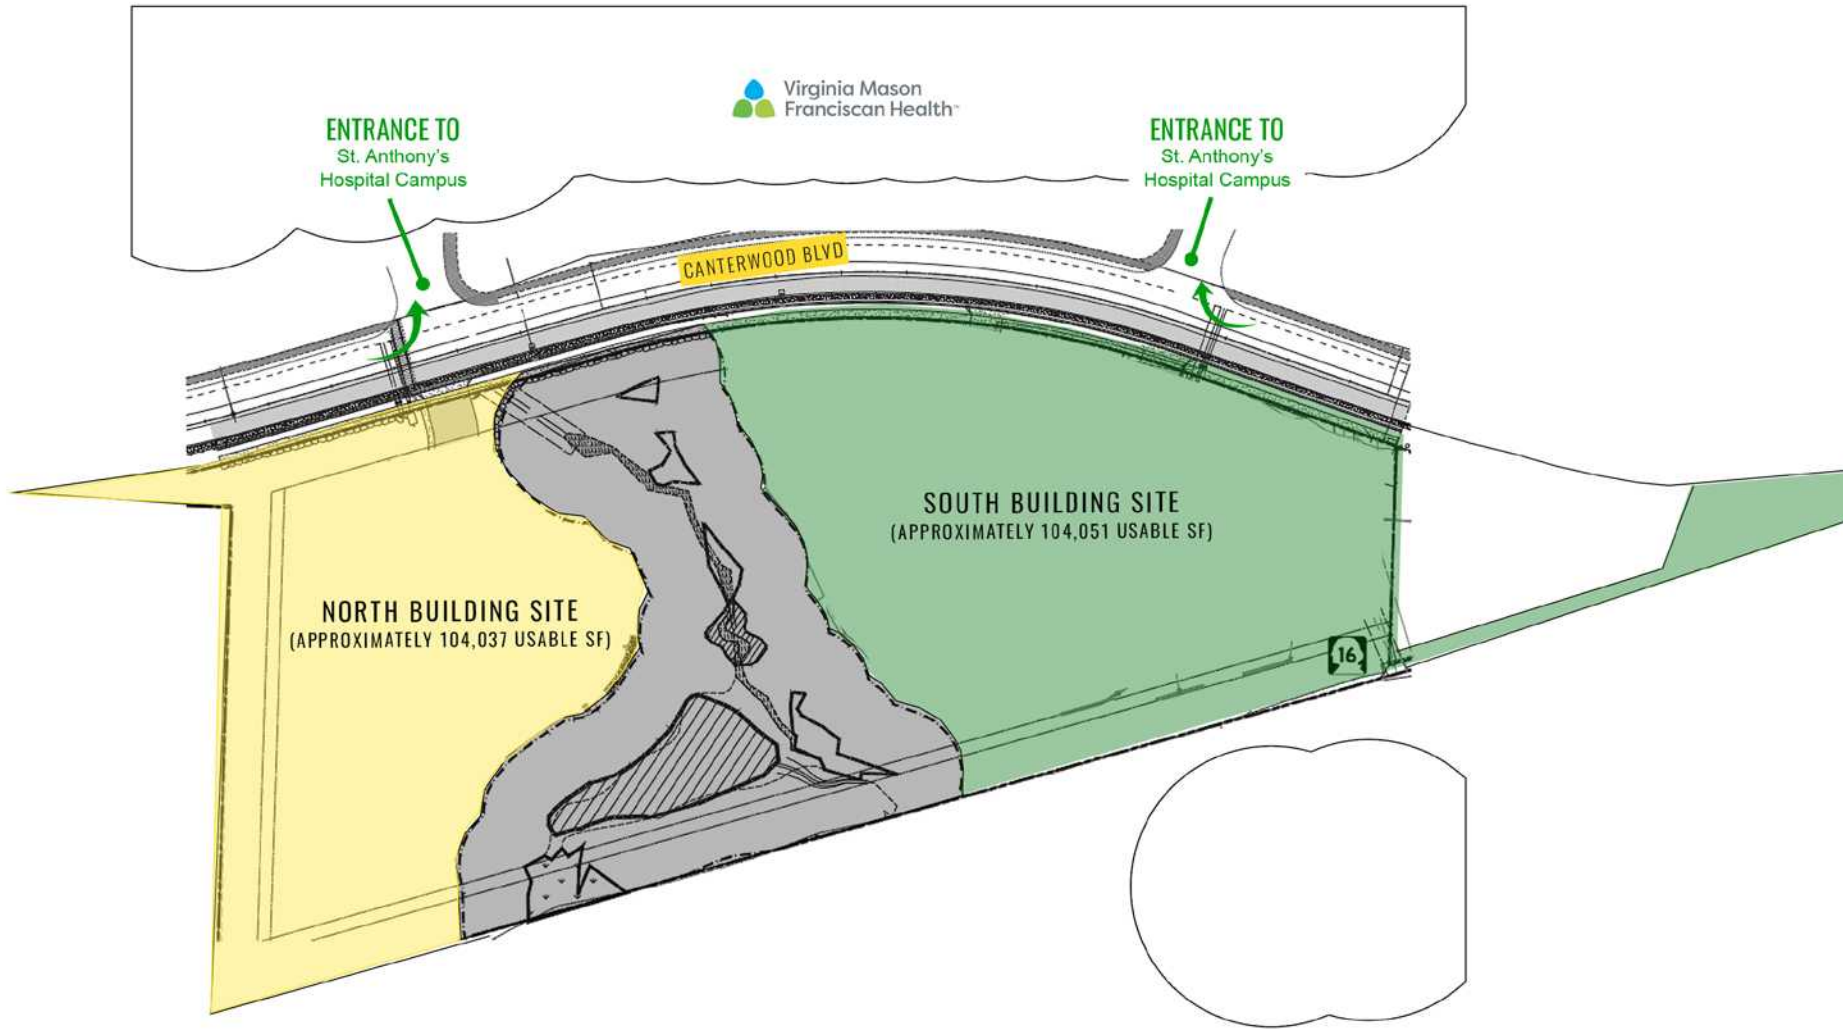 Virginia Mason
Franciscan Health™
ENTRANCE TO
St. Anthony's
Hospital Campus
ENTRANCE TO
St. Anthony's
Hospital Campus
CANTERWOOD BLVD
SOUTH BUILDING SITE
(APPROXIMATELY 104,051 USABLE SF)
NORTH BUILDING SITE
(APPROXIMATELY 104,037 USABLE SF)
16